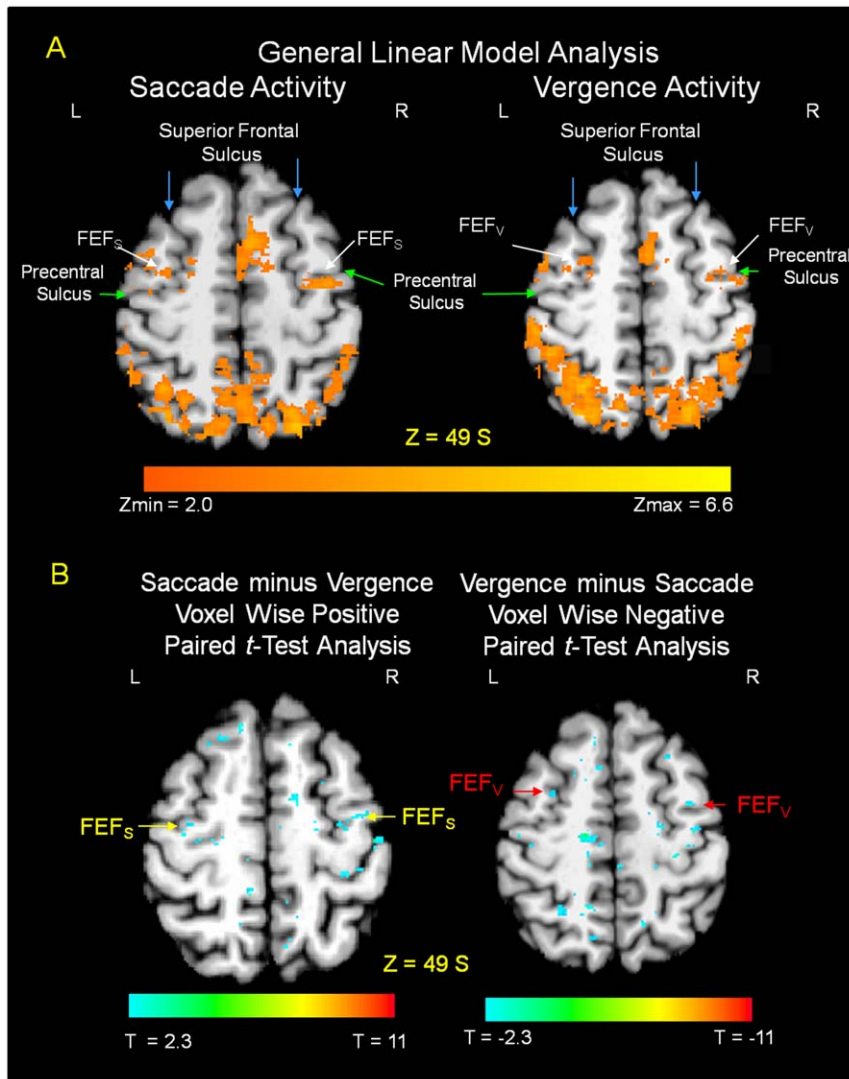 A
General Linear Model Analysis
Saccade Activity
Vergence Activity
L
R
L
R
Superior Frontal
Sulcus
Superior Frontal
Sulcus
FEFS
FEFS
FEFV
FEFV
Precentral
Sulcus
Precentral
Sulcus
Precentral
Sulcus
Z = 49 S
Zmin = 2.0
Zmax = 6.6
B
Saccade minus Vergence
Voxel Wise Positive
Paired t-Test Analysis
Vergence minus Saccade
Voxel Wise Negative
Paired t-Test Analysis
L
R
L
R
FEFS
FEFS
FEFV
FEFV
Z = 49 S
T = 2.3
T = 11
T = -2.3
T = -11